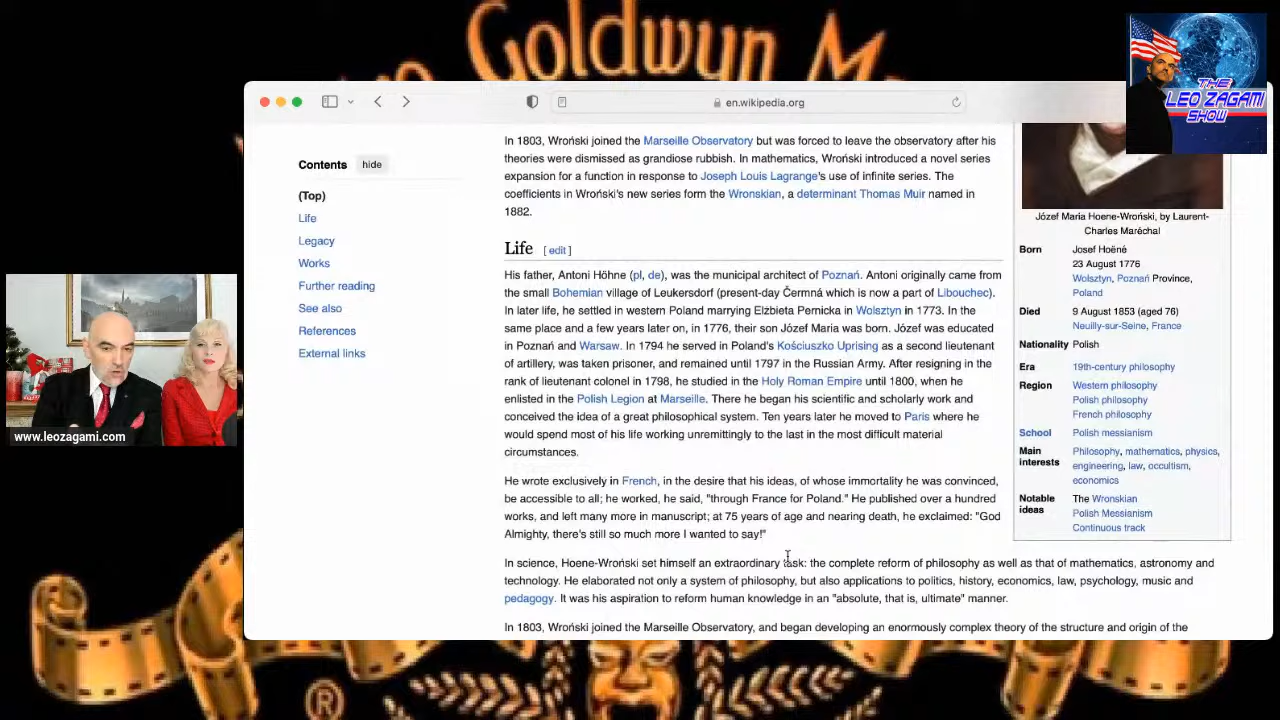 Goldwyn M
en.wikipedia.org
THE
LEO ZAGAMI
SHOW
Contents hide
(Top)
Life
Legacy
Works
Further reading
See also
References
External links
In 1803, Wroński joined the Marseille Observatory but was forced to leave the observatory after his
theories were dismissed as grandiose rubbish. In mathematics, Wroński introduced a novel series
expansion for a function in response to Joseph Louis Lagrange's use of infinite series. The
coefficients in Wroński's new series form the Wronskian, a determinant Thomas Muir named in
1882.
Life [ edit ]
His father, Antoni Höhne (pl, de), was the municipal architect of Poznań. Antoni originally came from
the small Bohemian village of Leukersdorf (present-day Čermná which is now a part of Libouchec).
In later life, he settled in western Poland marrying Elżbieta Pernicka in Wolsztyn in 1773. In the
same place and a few years later on, in 1776, their son Józef Maria was born. Józef was educated
in Poznań and Warsaw. In 1794 he served in Poland's Kościuszko Uprising as a second lieutenant
of artillery, was taken prisoner, and remained until 1797 in the Russian Army. After resigning in the
rank of lieutenant colonel in 1798, he studied in the Holy Roman Empire until 1800, when he
enlisted in the Polish Legion at Marseille. There he began his scientific and scholarly work and
conceived the idea of a great philosophical system. Ten years later he moved to Paris where he
would spend most of his life working unremittingly to the last in the most difficult material
circumstances.
He wrote exclusively in French, in the desire that his ideas, of whose immortality he was convinced,
be accessible to all; he worked, he said, "through France for Poland." He published over a hundred
works, and left many more in manuscript; at 75 years of age and nearing death, he exclaimed: "God
Almighty, there's still so much more I wanted to say!"
In science, Hoene-Wroński set himself an extraordinary task: the complete reform of philosophy as well as that of mathematics, astronomy and
technology. He elaborated not only a system of philosophy, but also applications to politics, history, economics, law, psychology, music and
pedagogy. It was his aspiration to reform human knowledge in an "absolute, that is, ultimate" manner.
In 1803, Wroński joined the Marseille Observatory, and began developing an enormously complex theory of the structure and origin of the
Józef Maria Hoene-Wroński, by Laurent-
Charles Maréchal
Born Josef Hoëné
23 August 1776
Wolsztyn, Poznań Province,
Poland
Died 9 August 1853 (aged 76)
Neuilly-sur-Seine, France
Nationality Polish
Era 19th-century philosophy
Region Western philosophy
Polish philosophy
French philosophy
School Polish messianism
Main interests Philosophy, mathematics, physics,
engineering, law, occultism,
economics
Notable ideas The Wronskian
Polish Messianism
Continuous track
www.leozagami.com
®